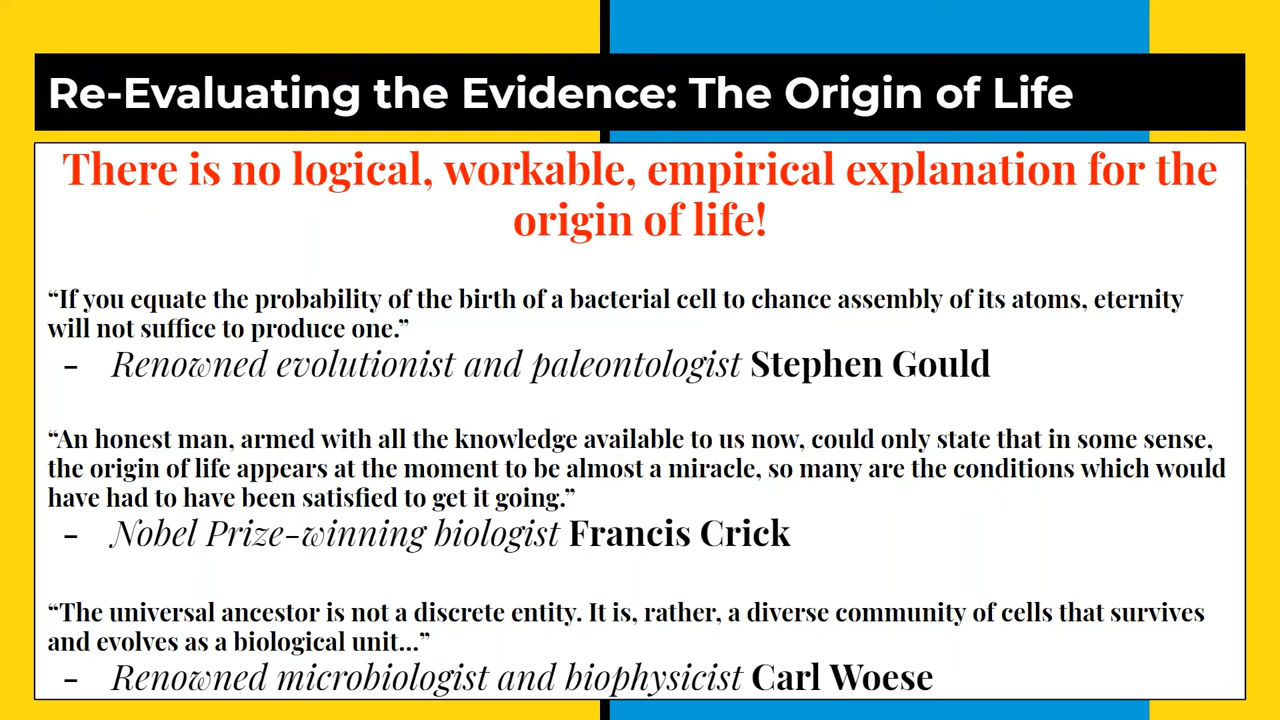 Re-Evaluating the Evidence: The Origin of Life
There is no logical, workable, empirical explanation for the
origin of life!
“If you equate the probability of the birth of a bacterial cell to chance assembly of its atoms, eternity
will not suffice to produce one.”
- Renowned evolutionist and paleontologist Stephen Gould
“An honest man, armed with all the knowledge available to us now, could only state that in some sense,
the origin of life appears at the moment to be almost a miracle, so many are the conditions which would
have had to have been satisfied to get it going.”
- Nobel Prize-winning biologist Francis Crick
“The universal ancestor is not a discrete entity. It is, rather, a diverse community of cells that survives
and evolves as a biological unit...”
- Renowned microbiologist and biophysicist Carl Woese